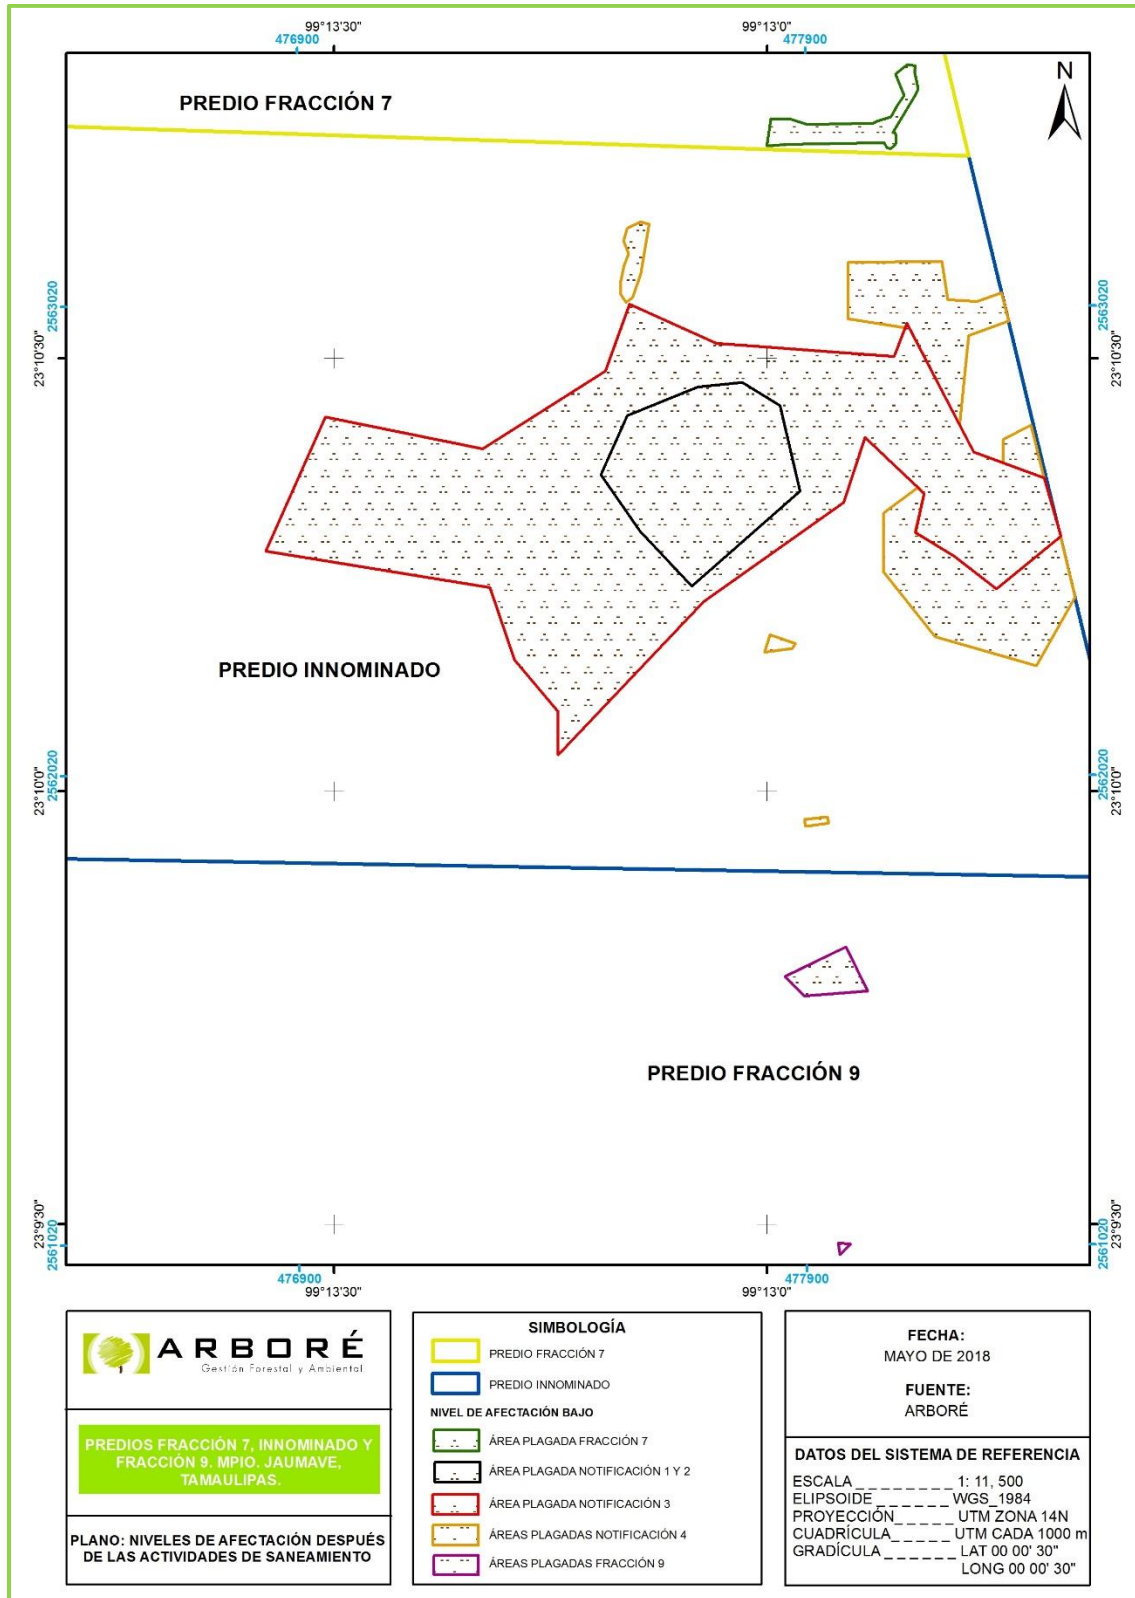 99°13'30"
99°13'0"
476900
477900
N
PREDIO FRACCIÓN 7
2563020
2563020
23°10'30"
23°10'30"
PREDIO INNOMINADO
2562020
2562020
23°10'0"
23°10'0"
PREDIO FRACCIÓN 9
23°9'30"
23°9'30"
2561020
2561020
476900
477900
99°13'30"
99°13'0"
ARBORÉ
Gestión Forestal y Ambiental
PREDIOS FRACCIÓN 7, INNOMINADO Y
FRACCIÓN 9. MPIO. JAUMAVE,
TAMAULIPAS.
PLANO: NIVELES DE AFECTACIÓN DESPUÉS
DE LAS ACTIVIDADES DE SANEAMIENTO
SIMBOLOGÍA
PREDIO FRACCIÓN 7
PREDIO INNOMINADO
NIVEL DE AFECTACIÓN BAJO
ÁREA PLAGADA FRACCIÓN 7
ÁREA PLAGADA NOTIFICACIÓN 1 Y 2
ÁREA PLAGADA NOTIFICACIÓN 3
ÁREAS PLAGADAS NOTIFICACIÓN 4
ÁREAS PLAGADAS FRACCIÓN 9
FECHA:
MAYO DE 2018
FUENTE:
ARBORÉ
DATOS DEL SISTEMA DE REFERENCIA
ESCALA _ _ _ _ _ _ _ _ 1: 11, 500
ELIPSOIDE _ _ _ _ _ _ WGS_1984
PROYECCIÓN _ _ _ _ _ UTM ZONA 14N
CUADRÍCULA _ _ _ _ _ UTM CADA 1000 m
GRADÍCULA _ _ _ _ _ _ LAT 00 00' 30"
LONG 00 00' 30"